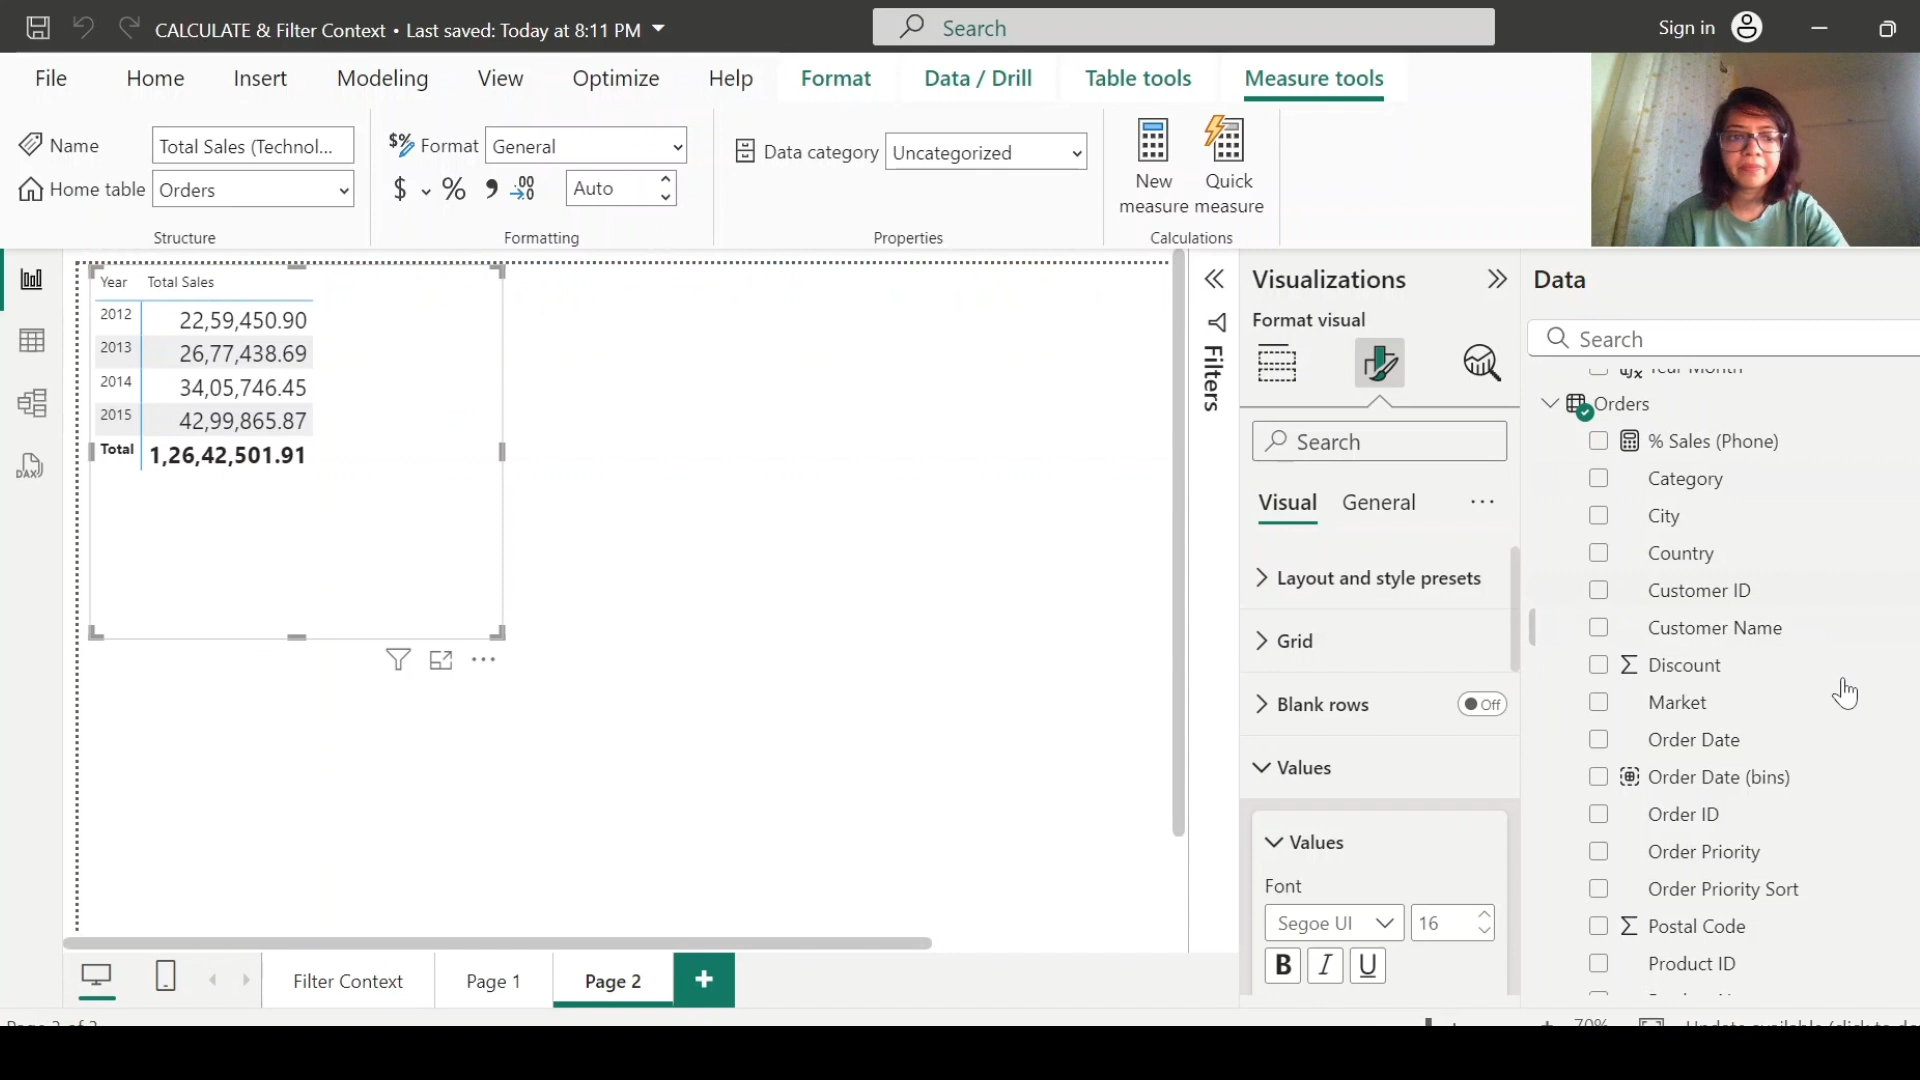 CALCULATE & Filter Context • Last saved: Today at 8:11 PM
Search
Sign in
File Home Insert Modeling View Optimize Help Format Data / Drill Table tools Measure tools
Name Total Sales (Technol...
Home table Orders
Structure
$% Format General
$ % , .00 Auto
Formatting
Data category Uncategorized
Properties
New measure
Quick measure
Calculations
Year Total Sales
2012 22,59,450.90
2013 26,77,438.69
2014 34,05,746.45
2015 42,99,865.87
Total 1,26,42,501.91
Filters
Visualizations
Format visual
Search
Visual General ...
Layout and style presets
Grid
Blank rows Off
Values
Values
Font
Segoe UI 16
B I U
Data
Search
Year Month
Orders
% Sales (Phone)
Category
City
Country
Customer ID
Customer Name
Σ Discount
Market
Order Date
Order Date (bins)
Order ID
Order Priority
Order Priority Sort
Σ Postal Code
Product ID
DAX
Filter Context Page 1 Page 2 +
70%